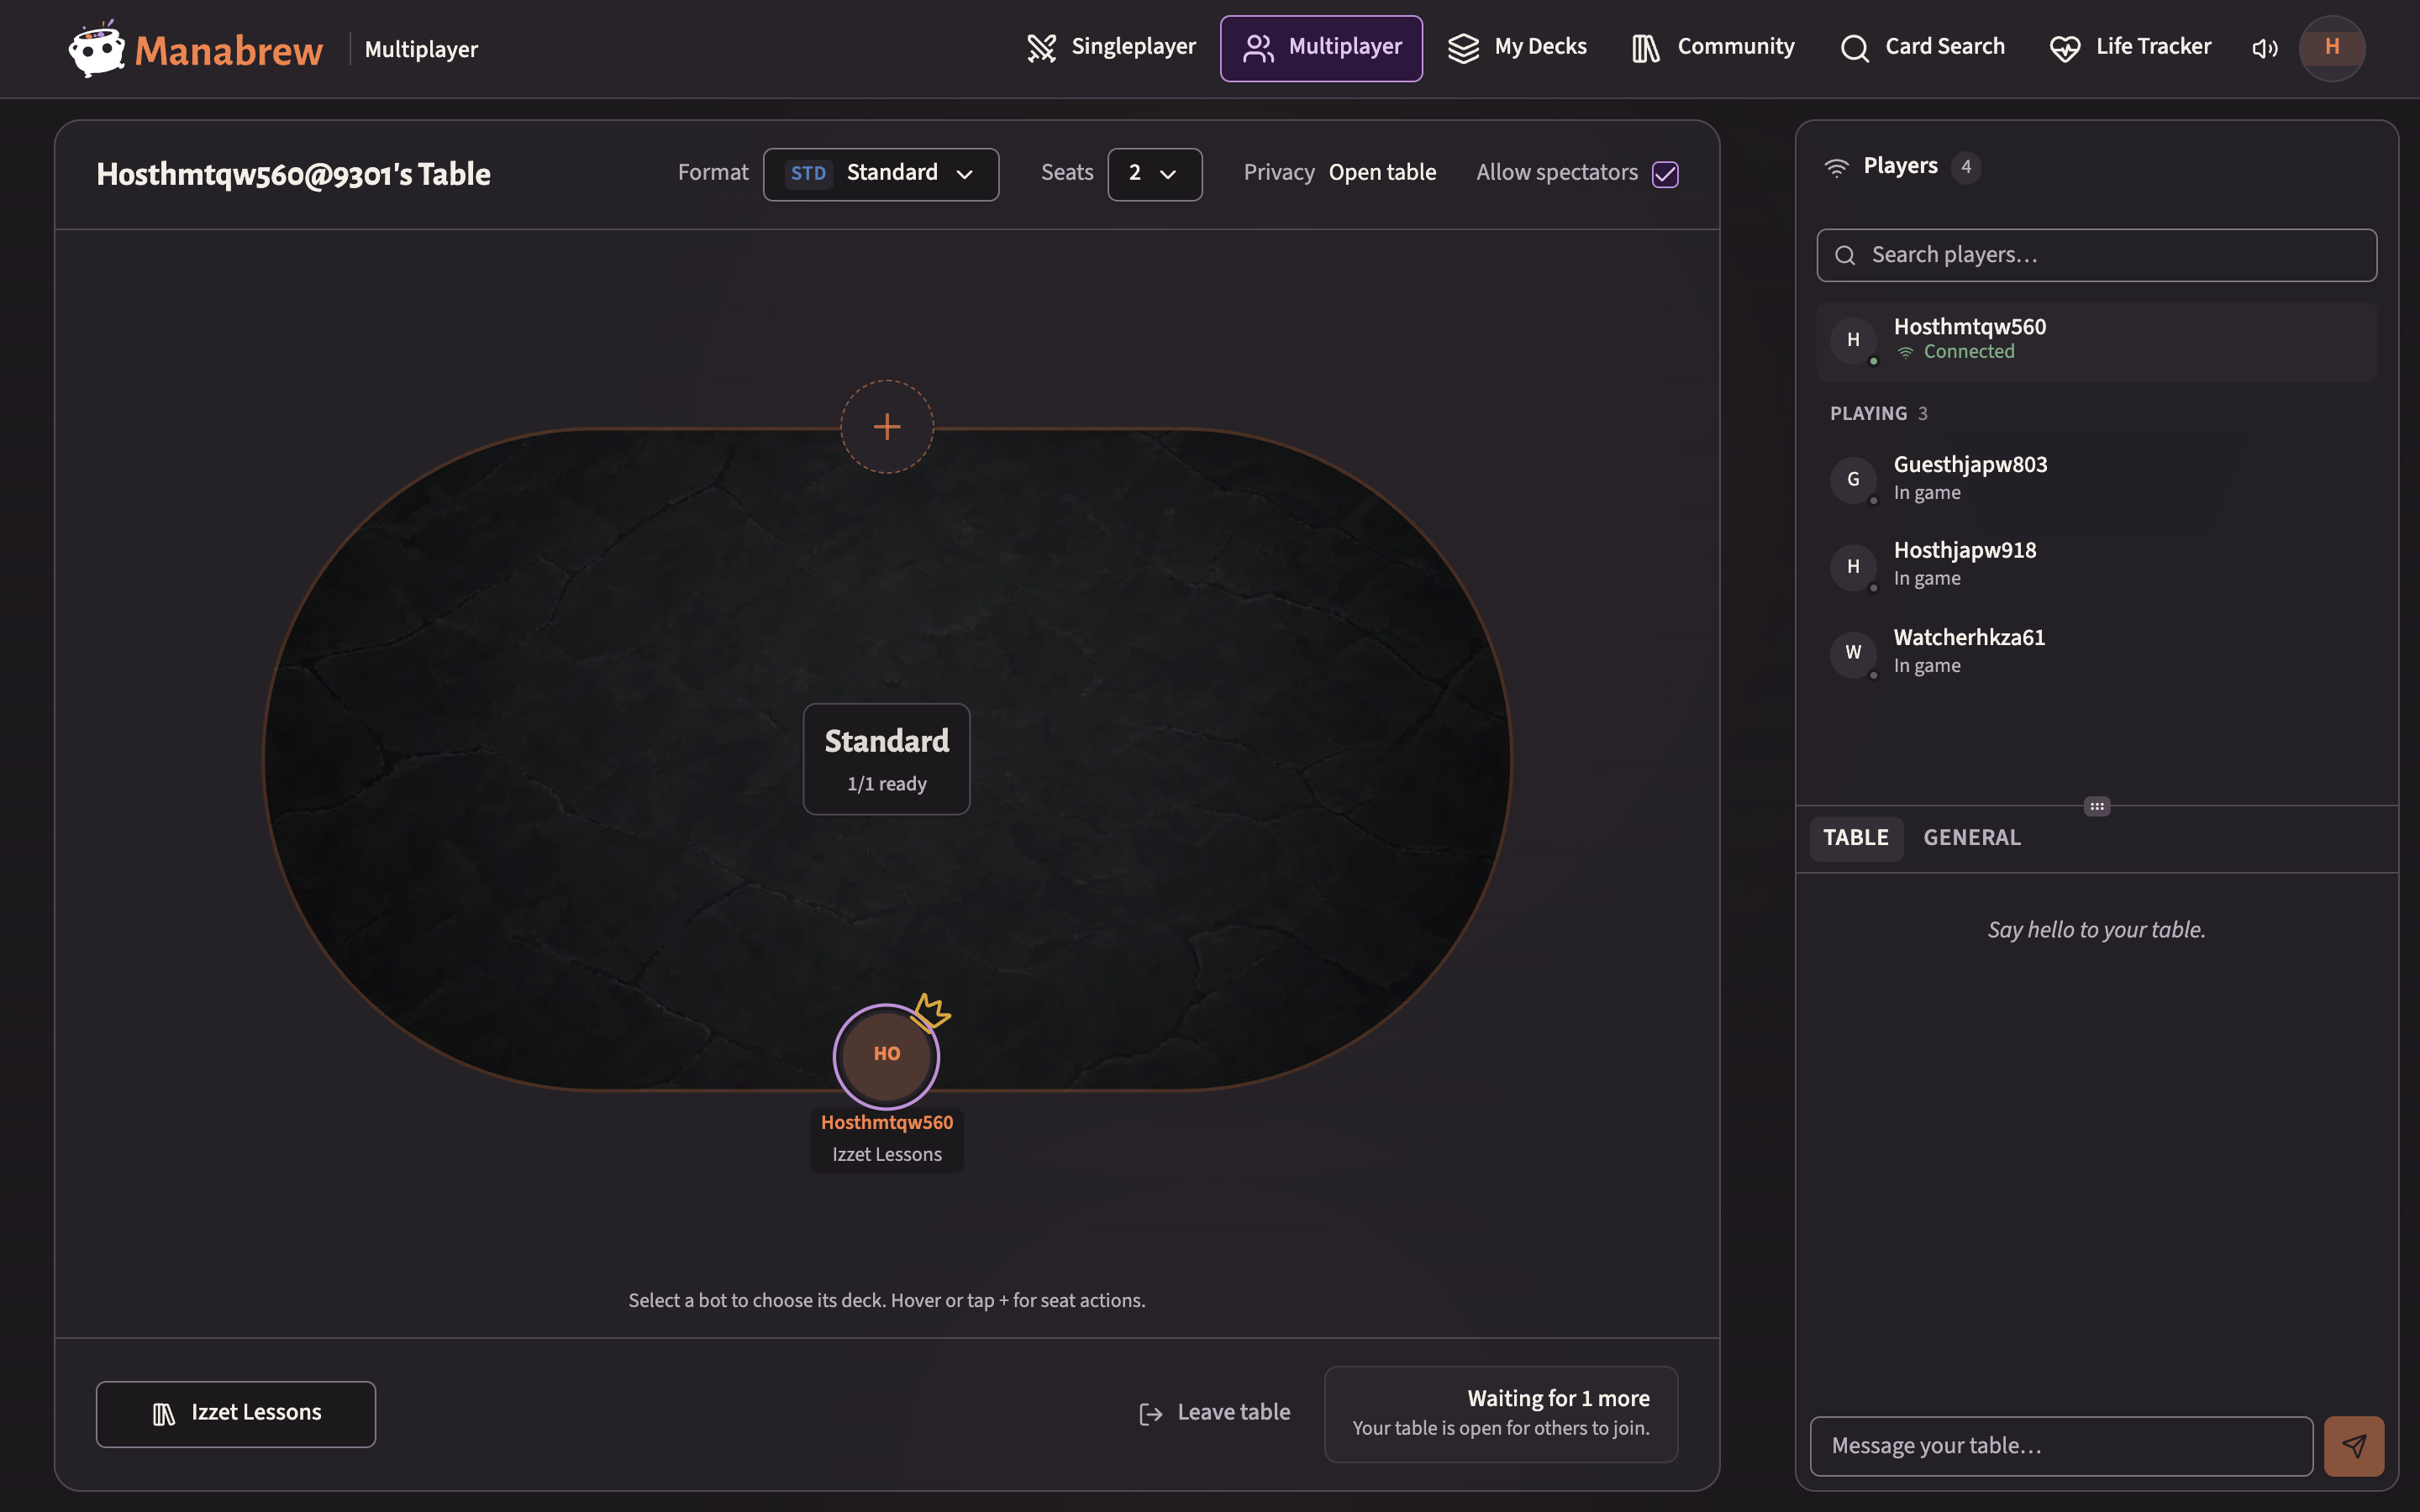 Manabrew
Multiplayer
Singleplayer
Multiplayer
My Decks
Community
Card Search
Life Tracker
H
Hosthmtqw560@9301's Table
Format
STD Standard
Seats
2
Privacy Open table
Allow spectators
Standard
1/1 ready
HO
Hosthmtqw560
Izzet Lessons
Select a bot to choose its deck. Hover or tap + for seat actions.
Izzet Lessons
Leave table
Waiting for 1 more
Your table is open for others to join.
Players 4
Search players...
H
Hosthmtqw560
Connected
PLAYING 3
G
Guesthjapw803
In game
H
Hosthjapw918
In game
W
Watcherhkza61
In game
TABLE
GENERAL
Say hello to your table.
Message your table...